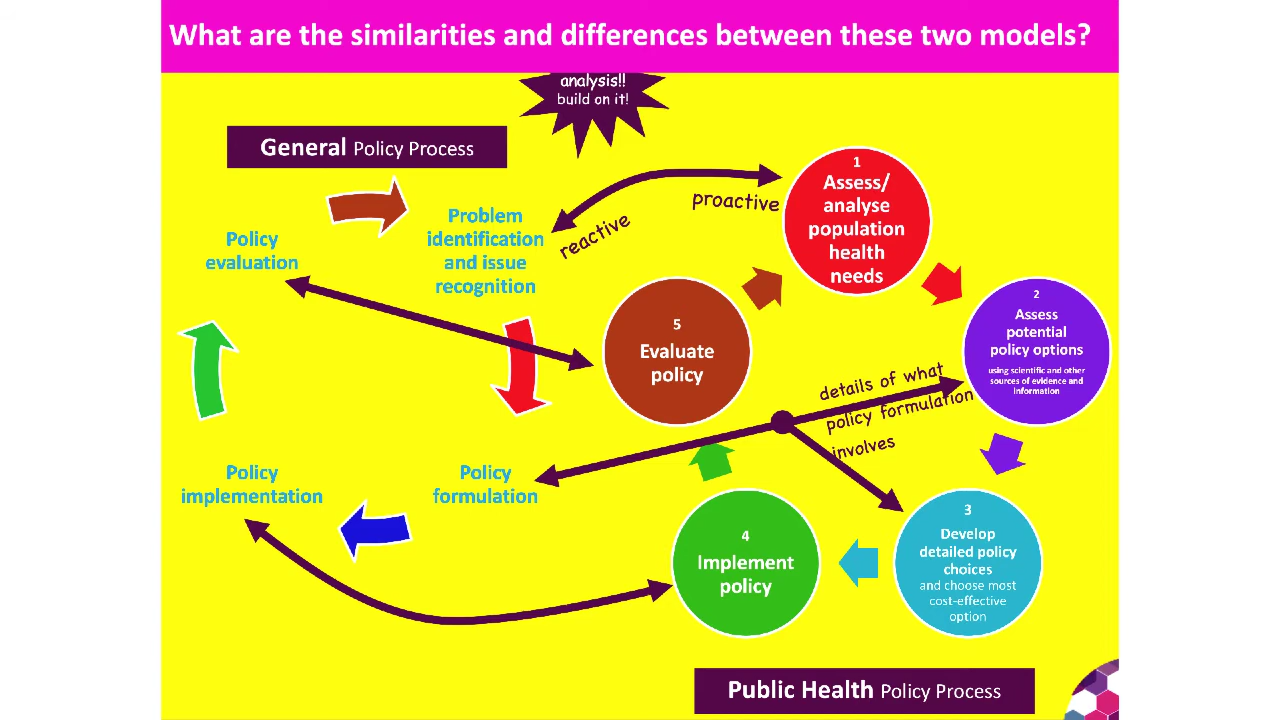 What are the similarities and differences between these two models?
analysis!!
build on it!
General Policy Process
Problem
identification
and issue
recognition
Policy
evaluation
Policy
implementation
Policy
formulation
reactive
proactive
1
Assess/
analyse
population
health
needs
2
Assess
potential
policy options
using scientific and other
sources of evidence and
information
details of what
policy formulation
involves
3
Develop
detailed policy
choices
and choose most
cost-effective
option
4
Implement
policy
5
Evaluate
policy
Public Health Policy Process